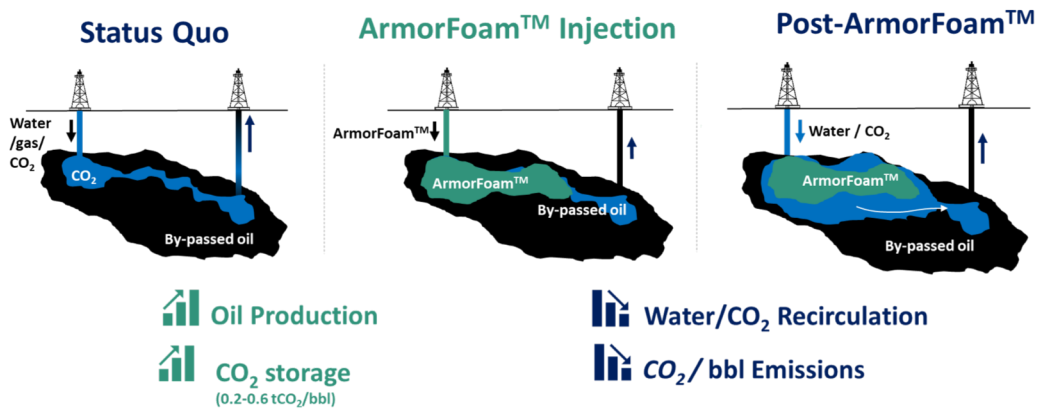 Status Quo
ArmorFoam™ Injection
Post-ArmorFoam™
Water
/gas/
CO₂
CO₂
By-passed oil
ArmorFoam™
ArmorFoam™
By-passed oil
Water / CO₂
ArmorFoam™
By-passed oil
Oil Production
CO₂ storage
(0.2-0.6 tCO₂/bbl)
Water/CO₂ Recirculation
CO₂/ bbl Emissions